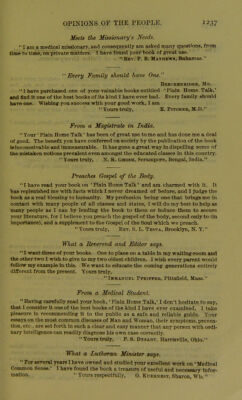 OPINIONS OF THE PEOPLE. 1237
Meets the Missionary's Needs.
"I am a medical missionary, and consequently am asked many questions, from
time to time, on private matters. I have found your book of great use.
"Rev. P. B. Mathews, Bahamas."
"Every Family should have One."
Breckenridge, Mo.
"I have purchased one of your valuable books entitled 'Plain Home Talk,'
and find it one of the best books of its kind I have ever had. Every family should
have one. Wishing you success with your good work, I am
"Yours truly, E. Pitcher, M.D."
From a Magistrate in India.
"Your 'Plain Home Talk' has been of great use to me and has done me a deal
of good. The benefit you have conferred on society by the publication of the book
is inconceivable and immeasurable. It has gone a great way in dispelling some of
the mistaken notions prevalent even among the educated classes in this country.
"Yours truly, N. R. Ghosh, Serampore, Bengal, India."
Preaches Gospel of the Body.
"I have read your book on 'Plain Home Talk' and am charmed with it. It
has replenished me with facts which I never dreamed of before, and I judge the
book as a real blessing to humanity. My profession being one that brings me in
contact with many people of all classes and stations, I will do my best to help as
many people as I can by leading the weak in them or failure from it to secure
your literature, for I believe you preach the gospel of the body, second only to its
importance), and a supplement to the Gospel of the Soul which we preach.
"Yours truly, Rev. S. L. Testa, Brooklyn, N. Y."
What a Reverend and Editor says.
"I want three of your books. One to place on a table in my waiting room and
the other two I wish to give to my two oldest children. I wish every parent would
follow my example to this. We want to educate the coming generations entirely
different from the present. Yours truly,
"Immanuel Pfeiffer, Pittsfield, Mass."
From a Medical Student.
"Having carefully read your book, 'Plain Home Talk,' I don't hesitate to say,
that I consider it one of the best books of the kind I have ever examined. I take
pleasure in recommending it to the public as a safe and reliable guide. Your
essays on the most common diseases of Man and Woman, their symptoms, preven-
tion, etc., are set forth in such a clear and easy manner that any person with ordi-
nary intelligence can readily diagnose his own case correctly.
"Yours truly, P. S. Dysart, Harrisville, Ohio."
What a Lutheran Minister says.
"For several years I have owned and studied your excellent work on 'Medical
Common Sense.' I have found the book a treasure of useful and necessary infor-
mation. "Yours respectfully, Sharon, Wis."